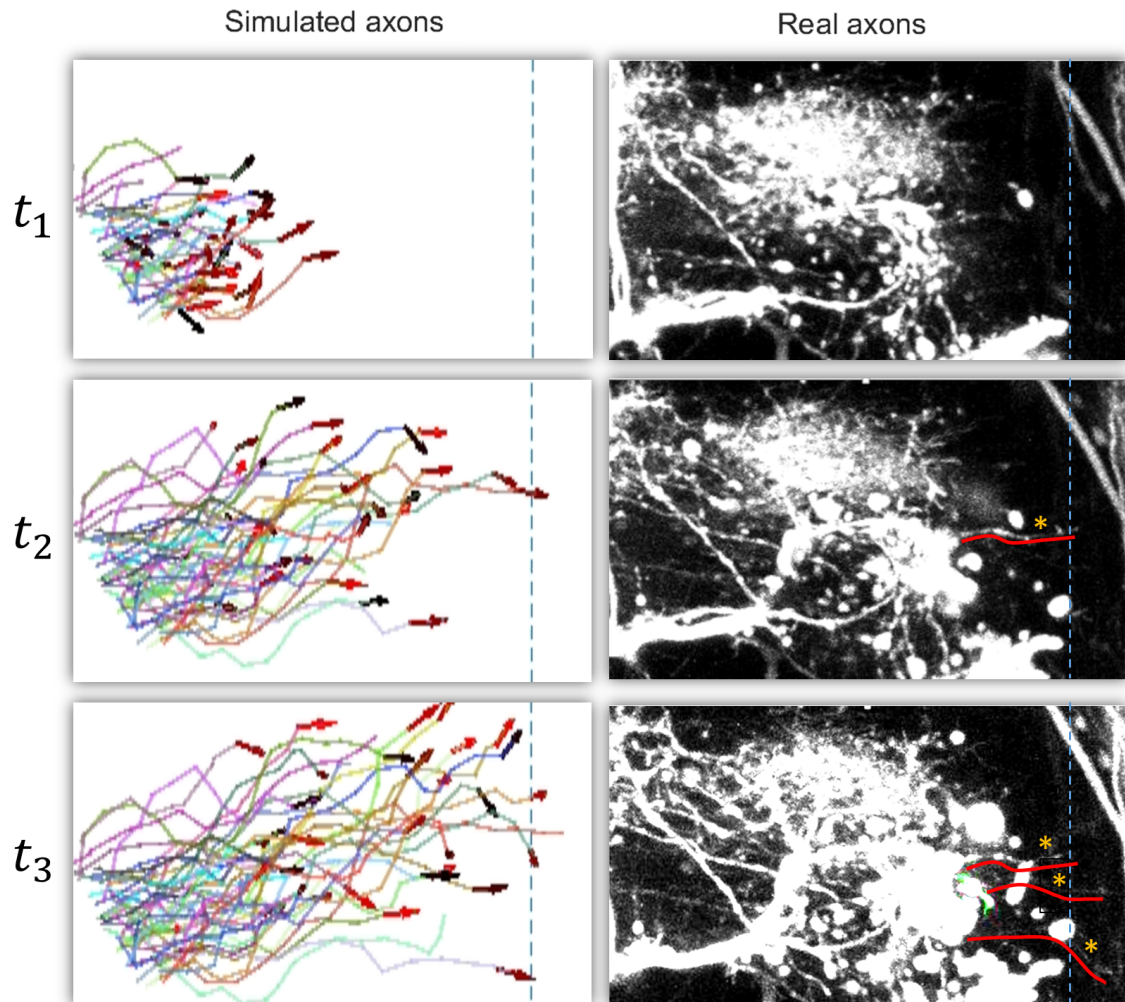 Simulated axons
Real axons
t₁
t₂
*
t₃
*
*
*